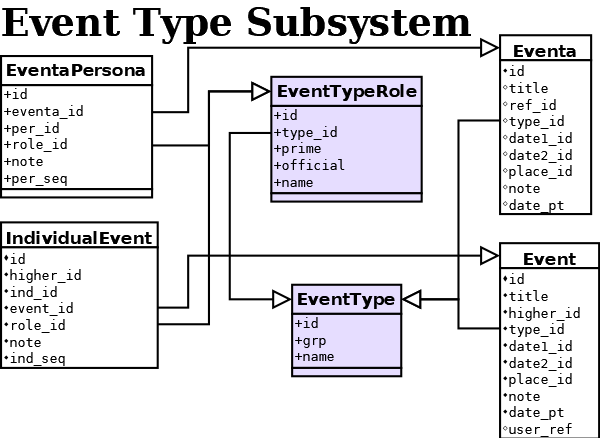 Event Type Subsystem
EventaPersona
+id
+eventa_id
+per_id
+role_id
+note
+per_seq
EventTypeRole
+id
+type_id
+prime
+official
+name
Eventa
id
title
ref_id
type_id
date1_id
date2_id
place_id
note
date_pt
IndividualEvent
id
higher_id
ind_id
event_id
role_id
note
ind_seq
EventType
+id
+grp
+name
Event
id
title
higher_id
type_id
date1_id
date2_id
place_id
note
date_pt
user_ref